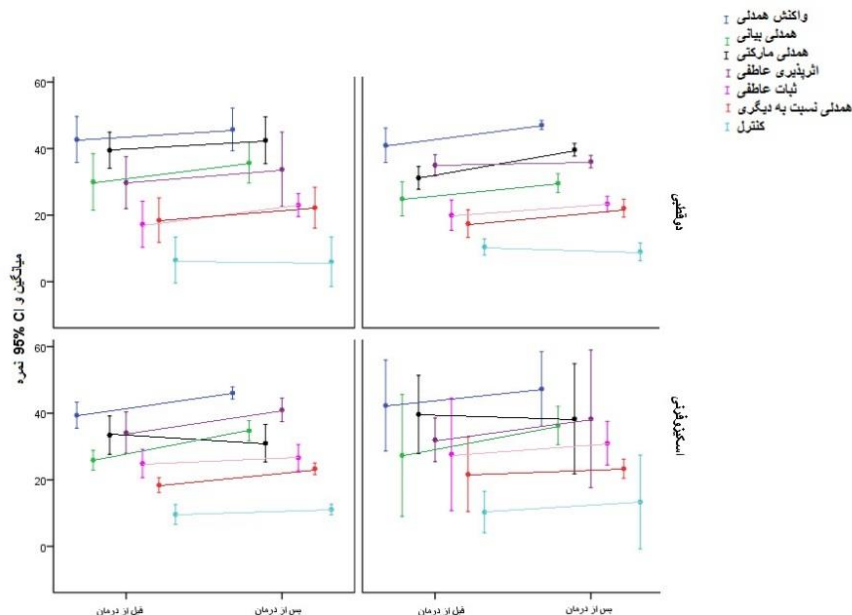 واکنش همدلی
همدلی بیانی
همدلی مارکتی
اثرپذیری عاطفی
ثبات عاطفی
همدلی نسبت به دیگری
کنترل
60
40
20
0
دوقطبی
میانگین و 95% CI نمره
60
40
20
0
اسکیزوفرنی
قبل از درمان
پس از درمان
قبل از درمان
پس از درمان